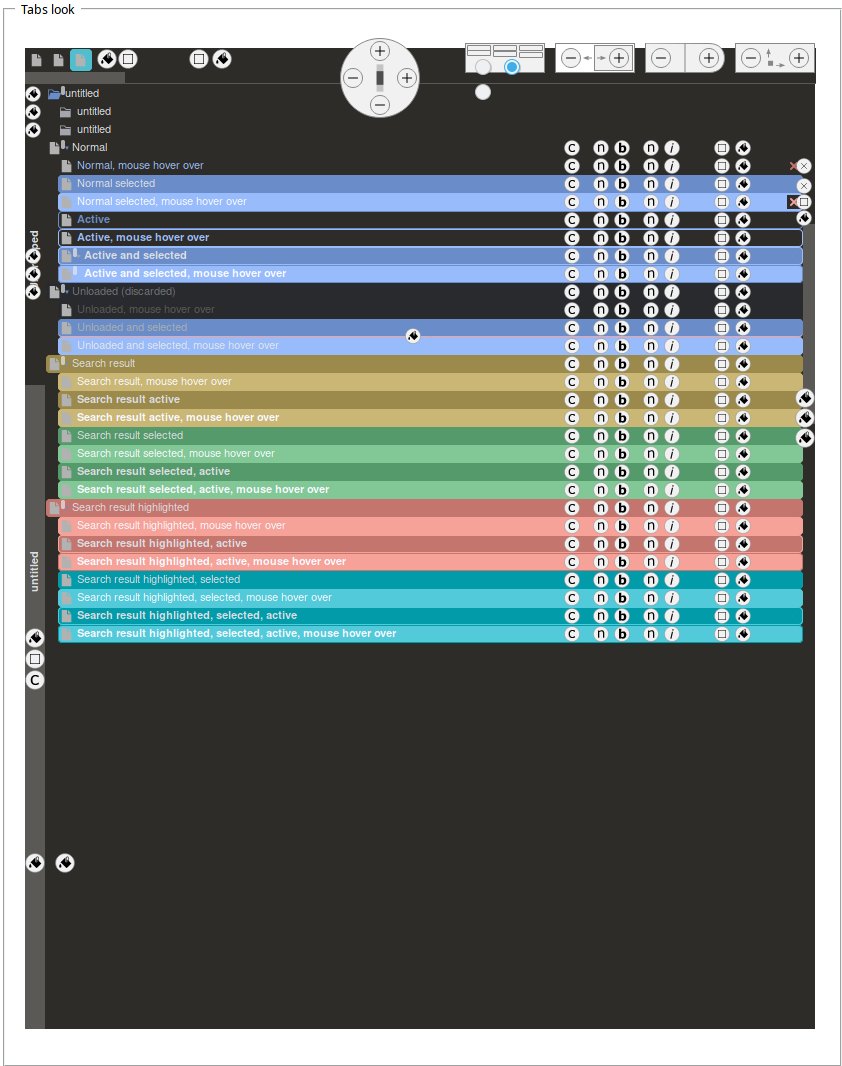 Tabs look
untitled
untitled
untitled
Normal
Normal, mouse hover over
Normal selected
Normal selected, mouse hover over
Active
Active, mouse hover over
Active and selected
Active and selected, mouse hover over
Unloaded (discarded)
Unloaded, mouse hover over
Unloaded and selected
Unloaded and selected, mouse hover over
Search result
Search result, mouse hover over
Search result active
Search result active, mouse hover over
Search result selected
Search result selected, mouse hover over
Search result selected, active
Search result selected, active, mouse hover over
Search result highlighted
Search result highlighted, mouse hover over
Search result highlighted, active
Search result highlighted, active, mouse hover over
Search result highlighted, selected
Search result highlighted, selected, mouse hover over
Search result highlighted, selected, active
Search result highlighted, selected, active, mouse hover over
untitled